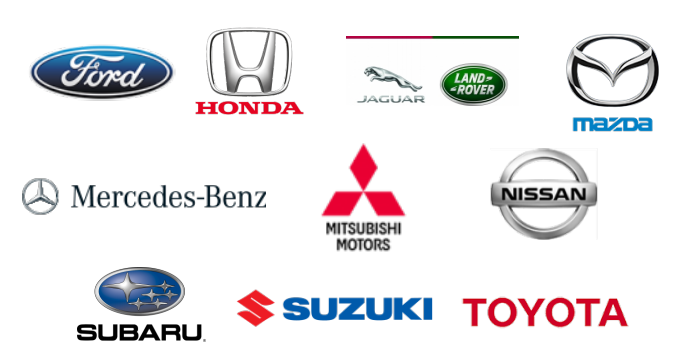 Ford
HONDA
JAGUAR
LAND
ROVER
mazda
Mercedes-Benz
MITSUBISHI
MOTORS
NISSAN
SUBARU
SUZUKI
TOYOTA